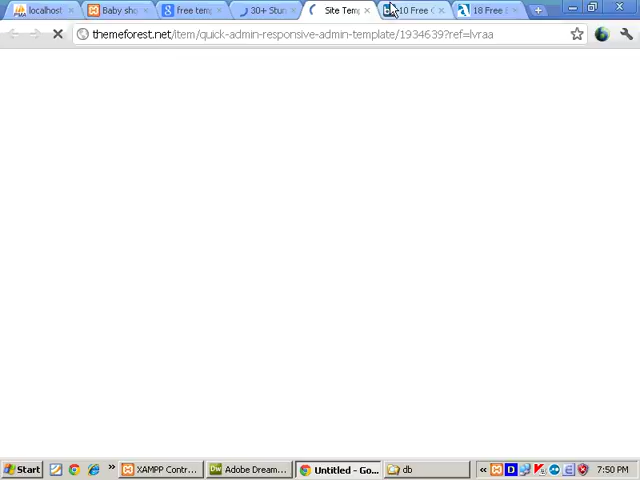 localhost Baby sho free temp 30+ Stun Site Temp 10 Free 18 Free
themeforest.net/item/quick-admin-responsive-admin-template/1934639?ref=lvraa
Start XAMPP Contr... Adobe Dream... Untitled - Go... db 7:50 PM